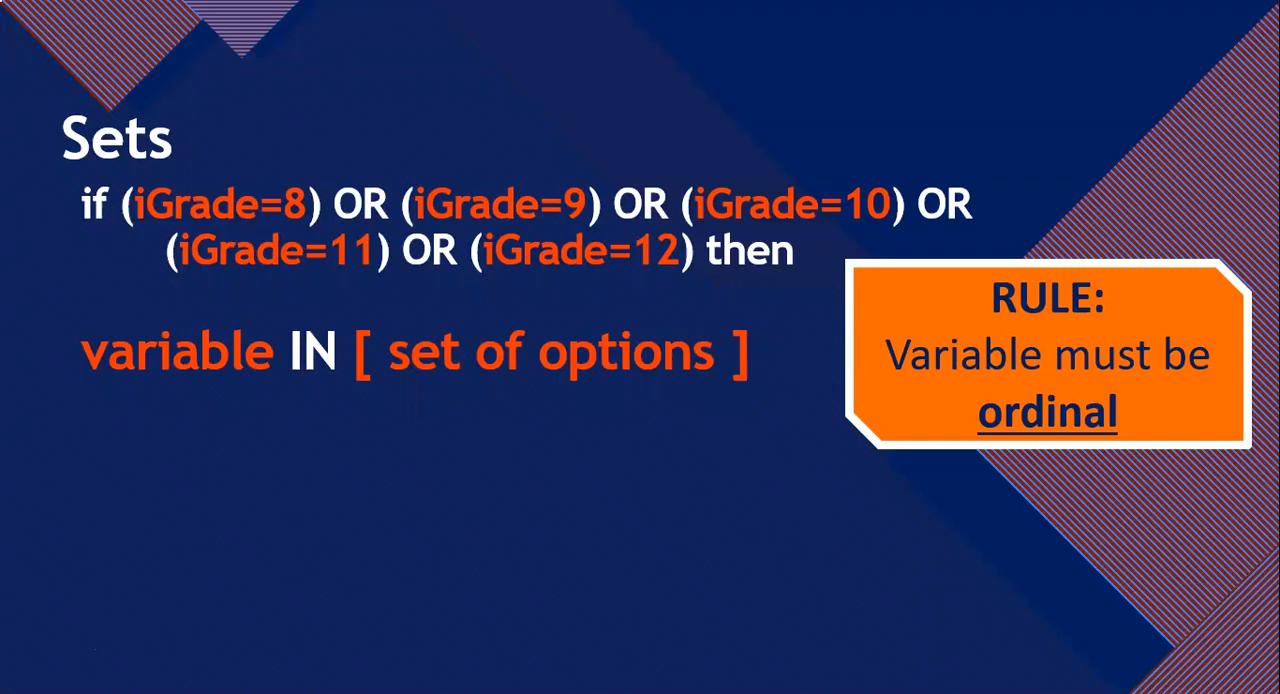 Sets
if (iGrade=8) OR (iGrade=9) OR (iGrade=10) OR
(iGrade=11) OR (iGrade=12) then
variable IN [ set of options ]
RULE:
Variable must be
ordinal